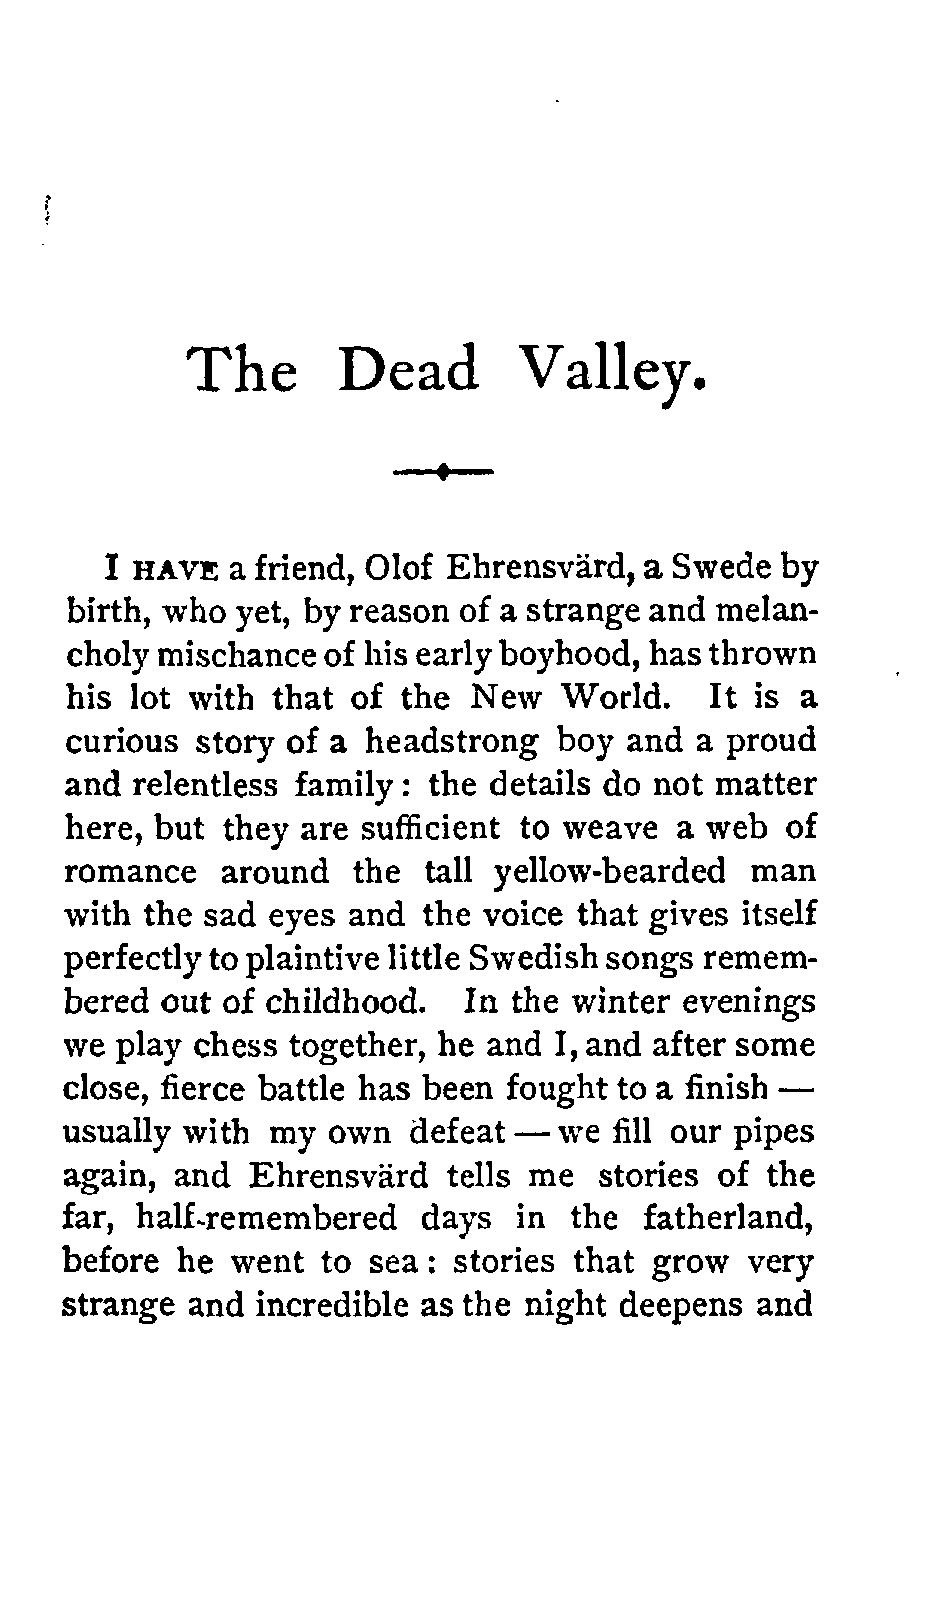 The Dead Valley.
I HAVE a friend, Olof Ehrensvärd, a Swede by
birth, who yet, by reason of a strange and melan-
choly mischance of his early boyhood, has thrown
his lot with that of the New World. It is a
curious story of a headstrong boy and a proud
and relentless family: the details do not matter
here, but they are sufficient to weave a web of
romance around the tall yellow-bearded man
with the sad eyes and the voice that gives itself
perfectly to plaintive little Swedish songs remem-
bered out of childhood. In the winter evenings
we play chess together, he and I, and after some
close, fierce battle has been fought to a finish —
usually with my own defeat — we fill our pipes
again, and Ehrensvärd tells me stories of the
far, half-remembered days in the fatherland,
before he went to sea: stories that grow very
strange and incredible as the night deepens and